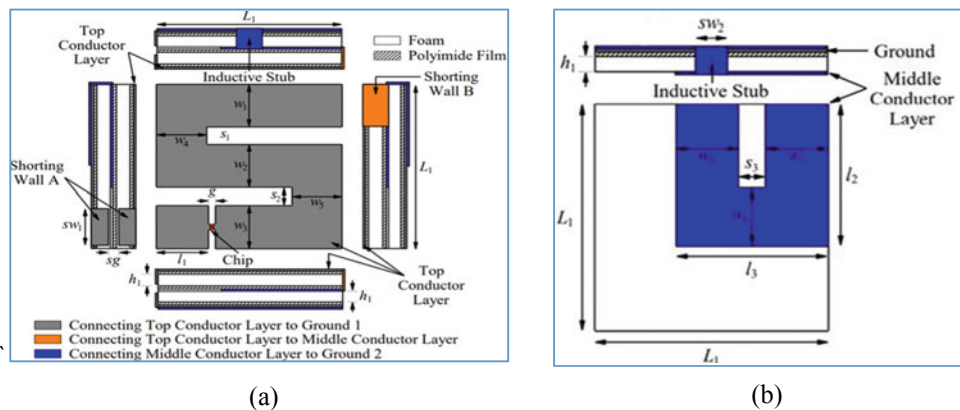 L₁
Top
Conductor
Layer
Foam
Polyimide Film
Inductive Stub
Shorting
Wall B
w₁
w₄
s₁
w₂
L₁
Shorting
Wall A
g
s₂
w₅
sw₁
w₃
sg
l₁
Chip
Top
Conductor
Layer
h₁
h₁
Connecting Top Conductor Layer to Ground 1
Connecting Top Conductor Layer to Middle Conductor Layer
Connecting Middle Conductor Layer to Ground 2
(a)
sw₂
h₁
Ground
Inductive Stub
Middle
Conductor
Layer
s₃
l₂
L₁
l₃
L₁
(b)